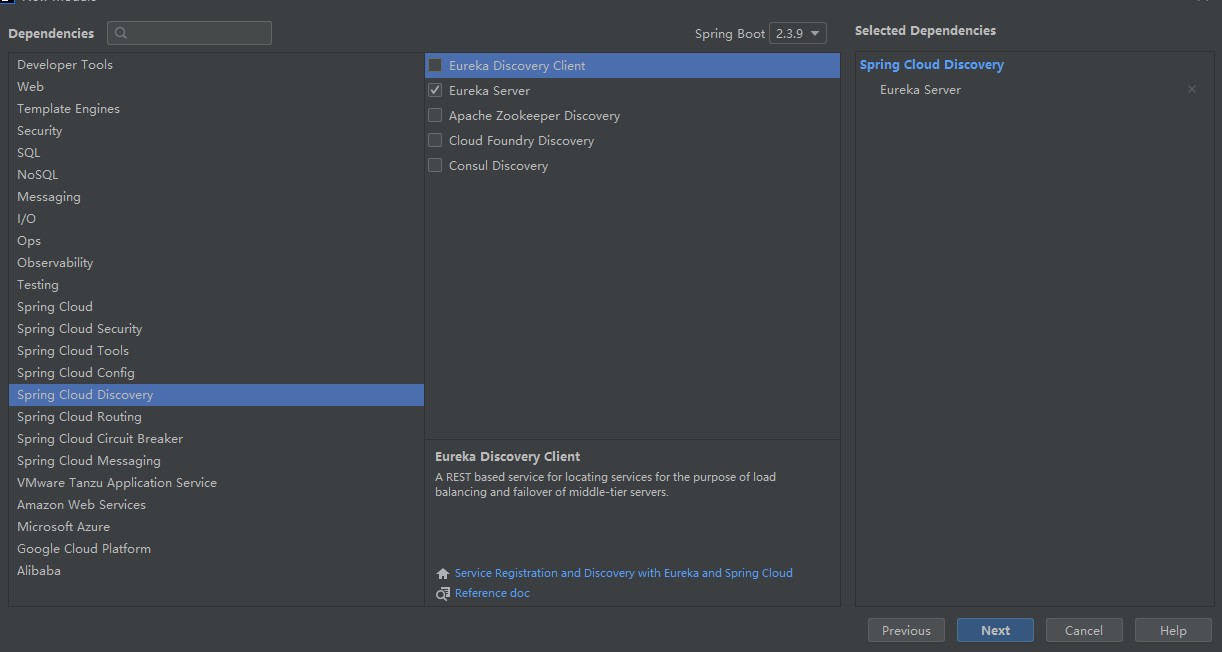 Dependencies
Spring Boot 2.3.9
Selected Dependencies
Developer Tools
Web
Template Engines
Security
SQL
NoSQL
Messaging
I/O
Ops
Observability
Testing
Spring Cloud
Spring Cloud Security
Spring Cloud Tools
Spring Cloud Config
Spring Cloud Discovery
Spring Cloud Routing
Spring Cloud Circuit Breaker
Spring Cloud Messaging
VMware Tanzu Application Service
Amazon Web Services
Microsoft Azure
Google Cloud Platform
Alibaba
Eureka Discovery Client
Eureka Server
Apache Zookeeper Discovery
Cloud Foundry Discovery
Consul Discovery
Eureka Discovery Client
A REST based service for locating services for the purpose of load
balancing and failover of middle-tier servers.
Service Registration and Discovery with Eureka and Spring Cloud
Reference doc
Spring Cloud Discovery
Eureka Server
Previous
Next
Cancel
Help